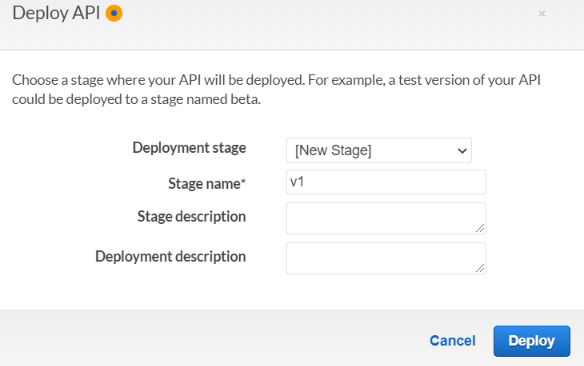 Deploy API
Choose a stage where your API will be deployed. For example, a test version of your API
could be deployed to a stage named beta.
Deployment stage [New Stage]
Stage name* v1
Stage description
Deployment description
Cancel Deploy